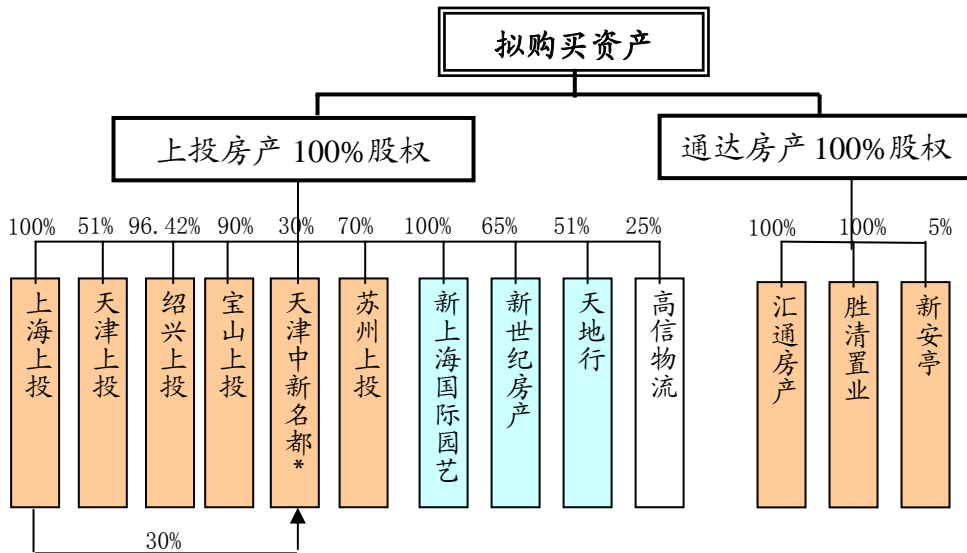 拟购买资产
上投房产 100%股权
通达房产 100%股权
100%
51%
96.42%
90%
30%
70%
100%
65%
51%
25%
100%
100%
5%
上海上投
天津上投
绍兴上投
宝山上投
天津中新名都*
苏州上投
新上海国际园艺
新世纪房产
天地行
高信物流
汇通房产
胜清置业
新安亭
30%